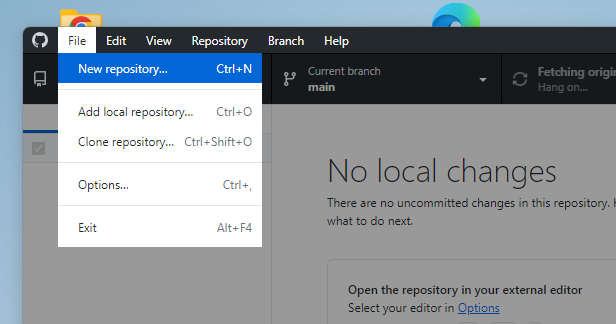 File Edit View Repository Branch Help
New repository... Ctrl+N
Add local repository... Ctrl+O
Clone repository... Ctrl+Shift+O
Options... Ctrl+,
Exit Alt+F4
Current branch
main
Fetching origin
Hang on...
No local changes
There are no uncommitted changes in this repository.
what to do next.
Open the repository in your external editor
Select your editor in Options